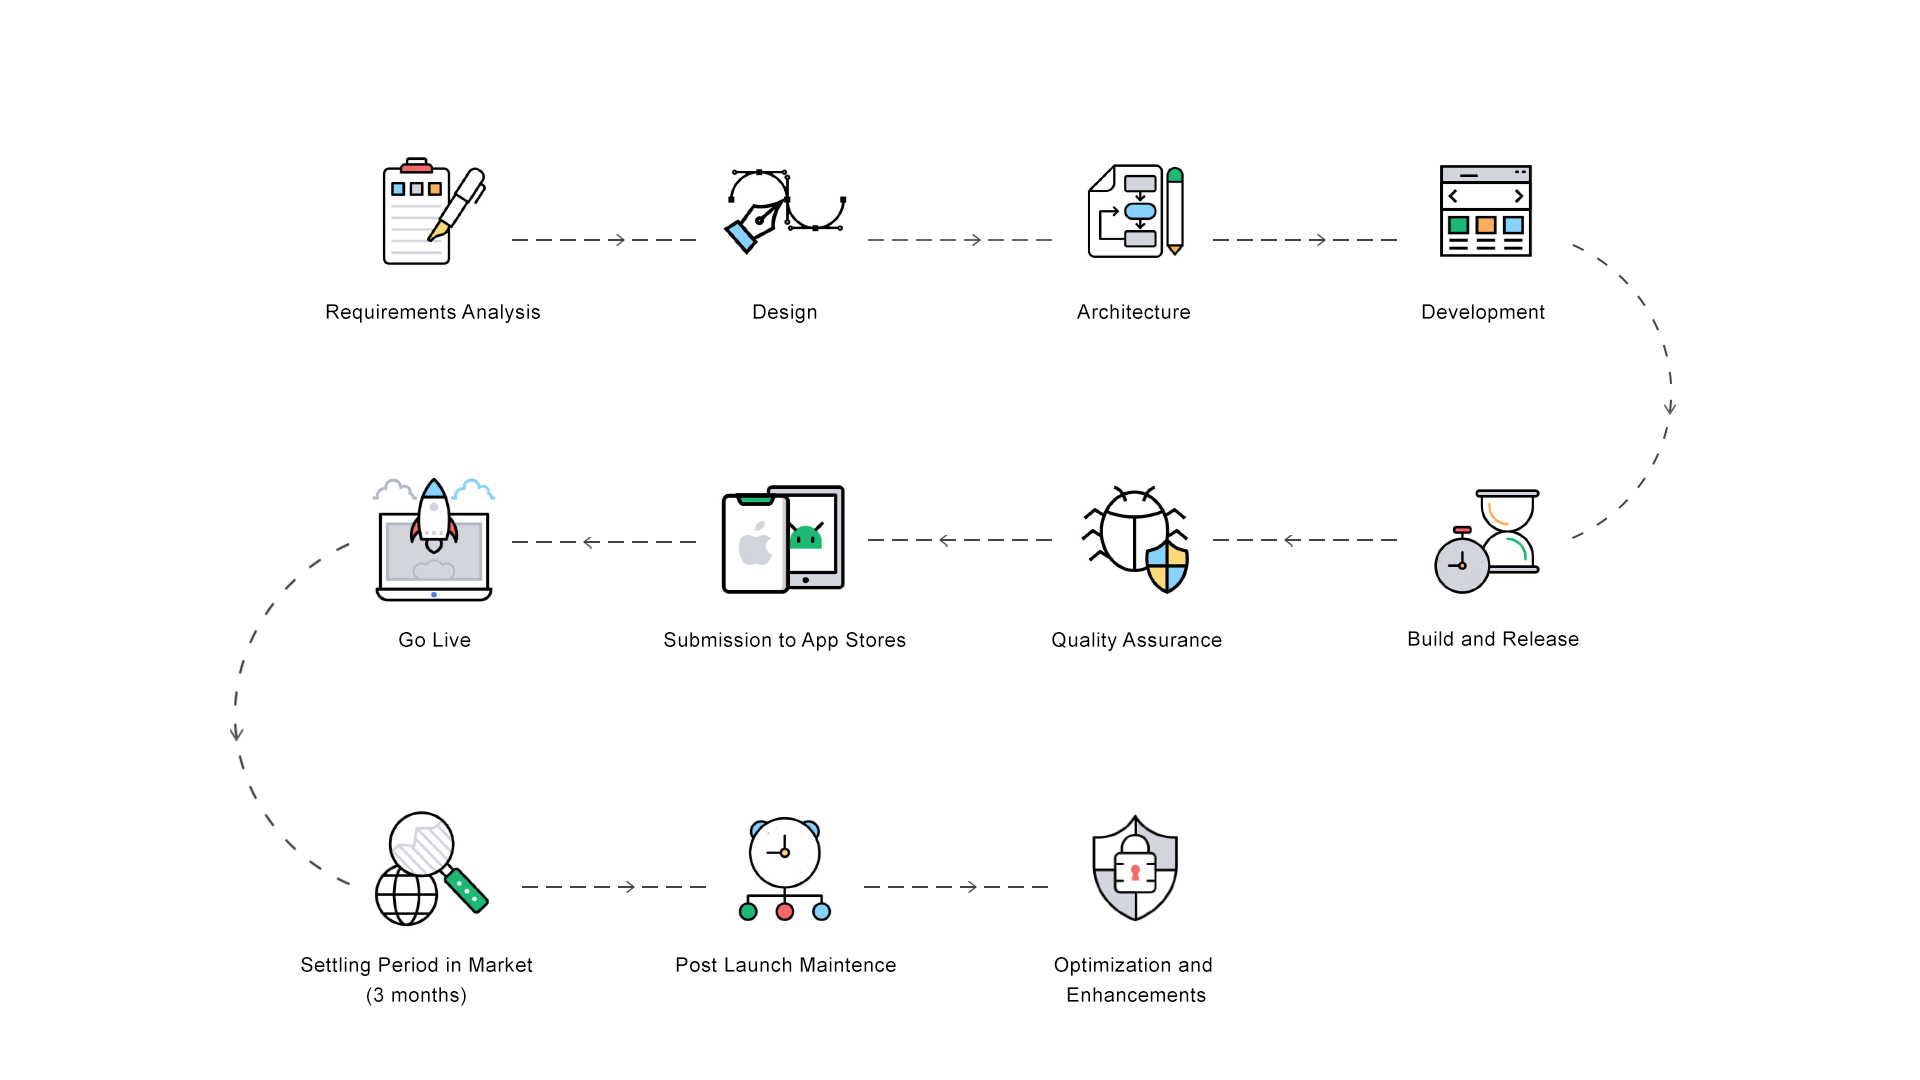 Requirements Analysis
Design
Architecture
Development
Go Live
Submission to App Stores
Quality Assurance
Build and Release
Settling Period in Market
(3 months)
Post Launch Maintence
Optimization and
Enhancements